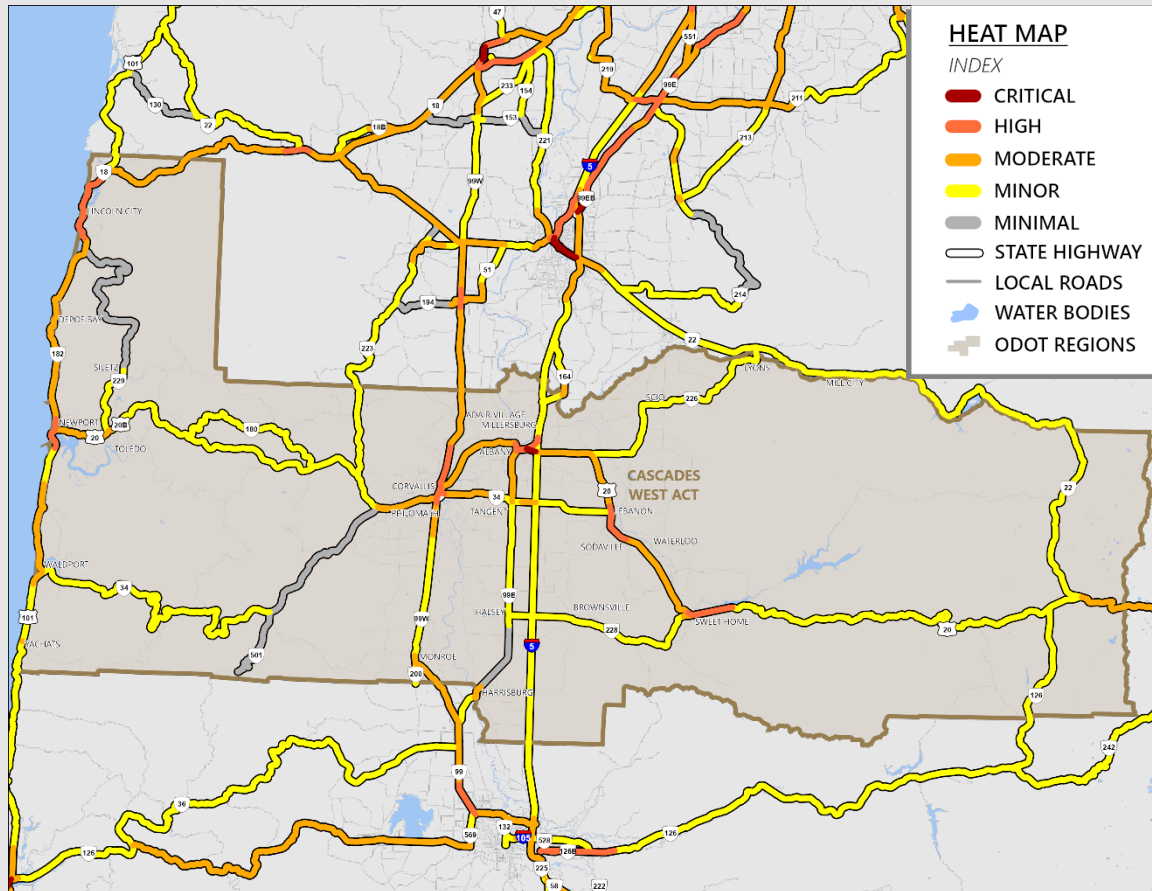 HEAT MAP
INDEX
CRITICAL
HIGH
MODERATE
MINOR
MINIMAL
STATE HIGHWAY
LOCAL ROADS
WATER BODIES
ODOT REGIONS
47
551
101
219
99E
233
154
130
211
18
22
18B
153
213
221
5
99W
18
99EB
LINCOLN CITY
51
214
194
DEPOE BAY
22
182
223
LYONS
SILETZ
164
MILL CITY
229
226
ADAIR VILLAGE
NEWPORT
20B
MILLERSBURG
180
20
TOLEDO
ALBANY
CASCADES
WEST ACT
CORVALLIS
20
22
34
PHILOMATH
TANGENT
LEBANON
SODAVILLE
WATERLOO
WALDPORT
34
99E
BROWNSVILLE
HALSEY
101
99W
SWEET HOME
228
20
YACHATS
5
501
MONROE
200
HARRISBURG
126
242
99
36
132
569
105
528
126
126
126B
225
58
222